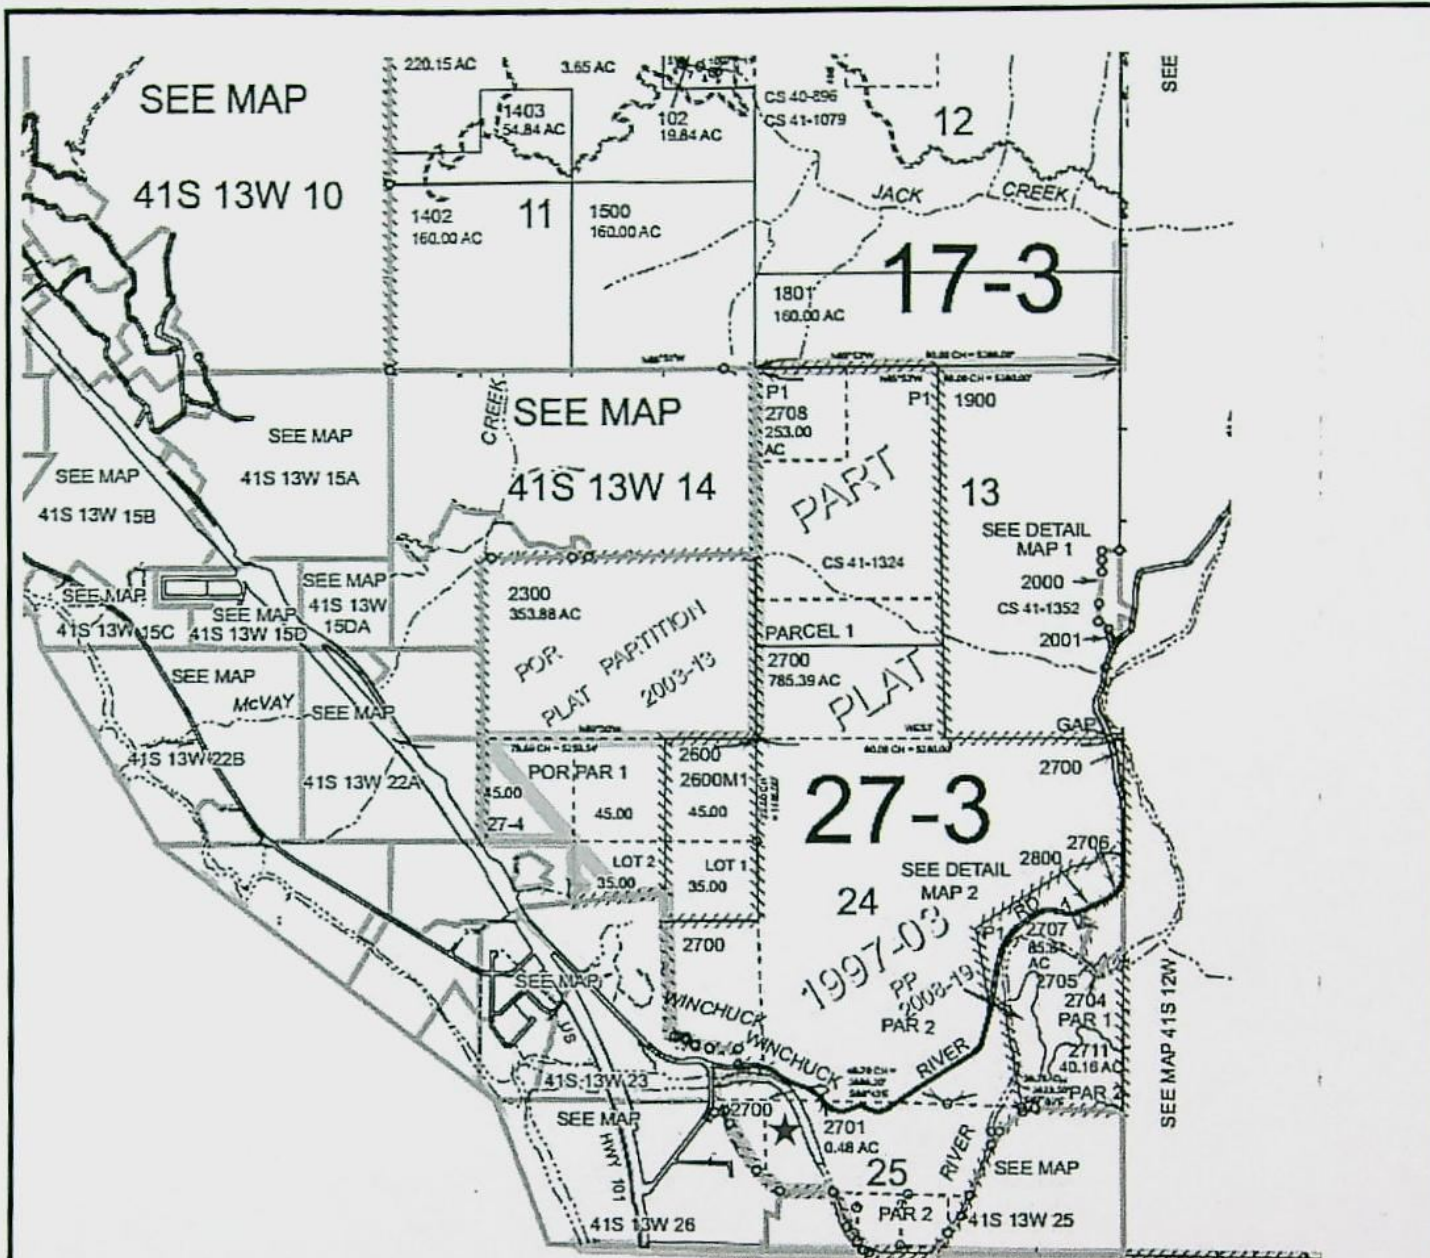 220.15 AC
3.65 AC
SEE MAP
41S 13W 10
1403
54.84 AC
102
19.84 AC
CS 40-896
CS 41-1079
12
SEE
JACK CREEK
1402
160.00 AC
11
1500
160.00 AC
17-3
1801
160.00 AC
SEE MAP
41S 13W 14
CREEK
P1
2708
253.00
AC
P1
1900
PART
13
SEE MAP
41S 13W 15A
SEE MAP
41S 13W 15B
SEE DETAIL
MAP 1
2000
CS 41-1352
2001
CS 41-1324
SEE MAP
41S 13W 15C
SEE MAP
41S 13W 15D
SEE MAP
41S 13W
15DA
2300
353.88 AC
POR
PLAT PARTITION
2003-13
PARCEL 1
2700
785.39 AC
PLAT
WEST
GAP
2700
SEE MAP
McVAY
SEE MAP
41S 13W 22B
41S 13W 22A
POR PAR 1
45.00
27-4
45.00
2600
2600M1
45.00
27-3
LOT 2
35.00
LOT 1
35.00
SEE DETAIL
MAP 2
24
2800
2706
RD
P1
2707
AC
2705
2704
PAR 1
2711
40.16 AC
PAR 2
1997-03
PP
2008-19
PAR 2
2700
WINCHUCK
WINCHUCK
RIVER
SEE MAP
US
41S 13W 23
SEE MAP
HWY 101
41S 13W 26
2700
2701
0.48 AC
25
PAR 2
RIVER
SEE MAP
41S 13W 25
SEE MAP 41S 12W